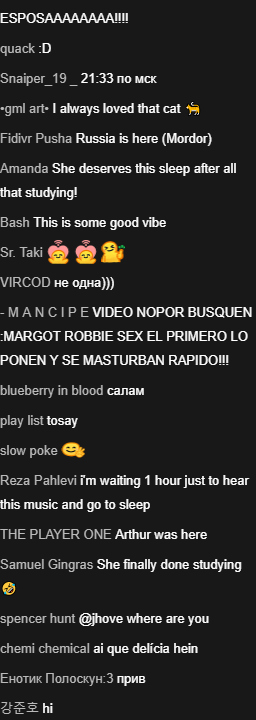 ESPOSAAAAAAAA!!!!
quack :D
Snaiper_19 _ 21:33 по мск
•gml art• I always loved that cat 🐈
Fidivr Pusha Russia is here (Mordor)
Amanda She deserves this sleep after all
that studying!
Bash This is some good vibe
Sr. Taki
VIRCOD не одна)))
- M A N C I P E VIDEO NOPOR BUSQUEN
:MARGOT ROBBIE SEX EL PRIMERO LO
PONEN Y SE MASTURBAN RAPIDO!!!
blueberry in blood салам
play list tosay
slow poke
Reza Pahlevi i'm waiting 1 hour just to hear
this music and go to sleep
THE PLAYER ONE Arthur was here
Samuel Gingras She finally done studying
🤣
spencer hunt @jhove where are you
chemi chemical ai que delícia hein
Енотик Полоскун:3 прив
강준호 hi